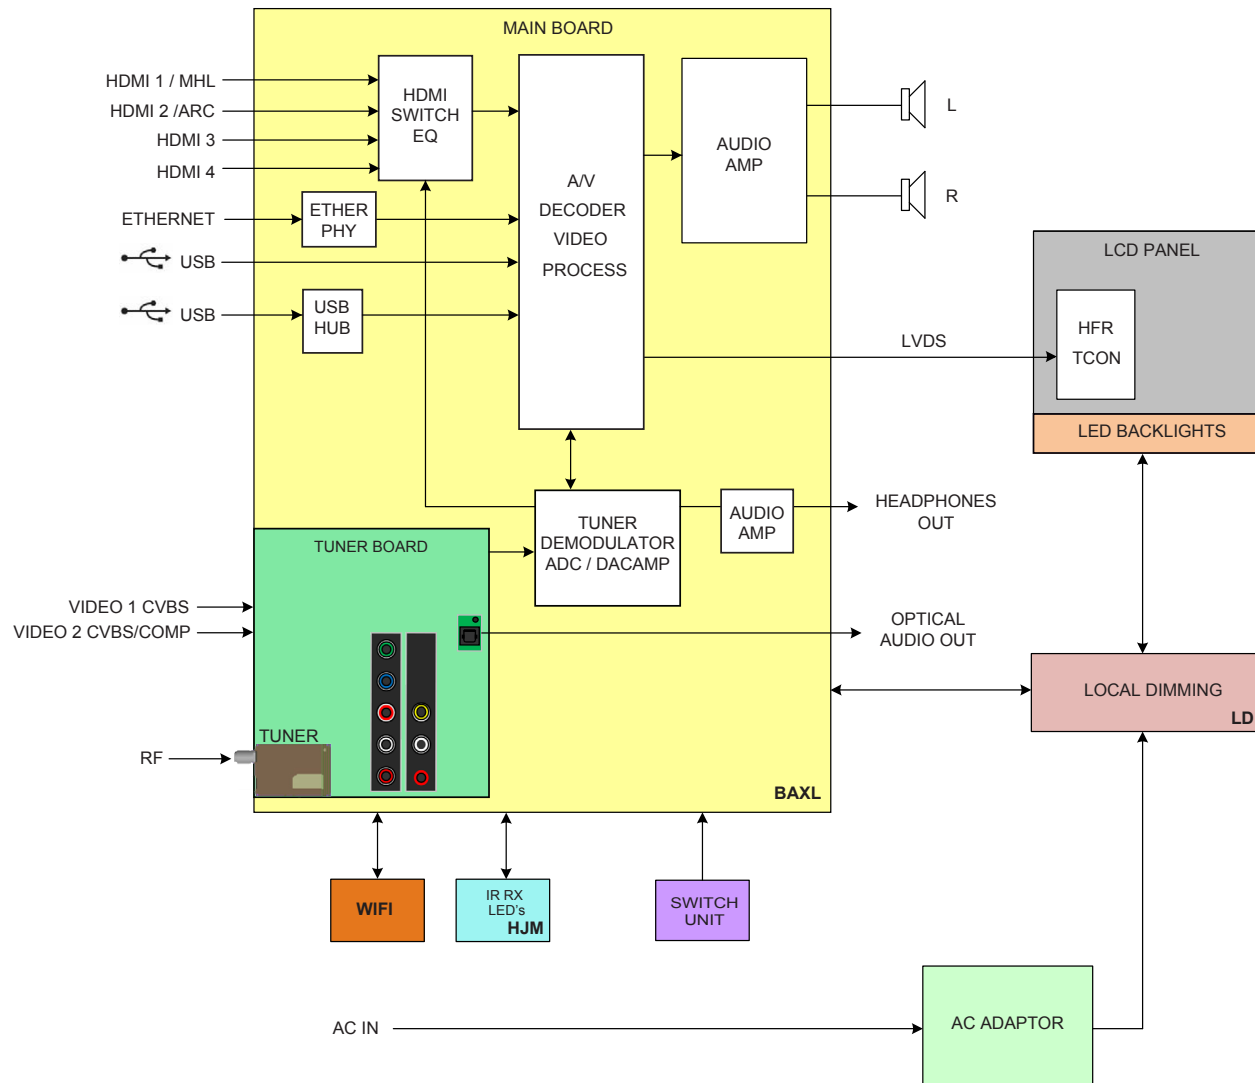 MAIN BOARD
HDMI 1 / MHL
HDMI 2 /ARC
HDMI 3
HDMI 4
HDMI
SWITCH
EQ
ETHERNET
ETHER
PHY
USB
USB
USB
HUB
A/V
DECODER
VIDEO
PROCESS
AUDIO
AMP
L
R
LCD PANEL
HFR
TCON
LVDS
LED BACKLIGHTS
TUNER
DEMODULATOR
ADC / DACAMP
AUDIO
AMP
HEADPHONES
OUT
TUNER BOARD
VIDEO 1 CVBS
VIDEO 2 CVBS/COMP
OPTICAL
AUDIO OUT
TUNER
RF
BAXL
LOCAL DIMMING
LD
WIFI
IR RX
LED's
HJM
SWITCH
UNIT
AC IN
AC ADAPTOR